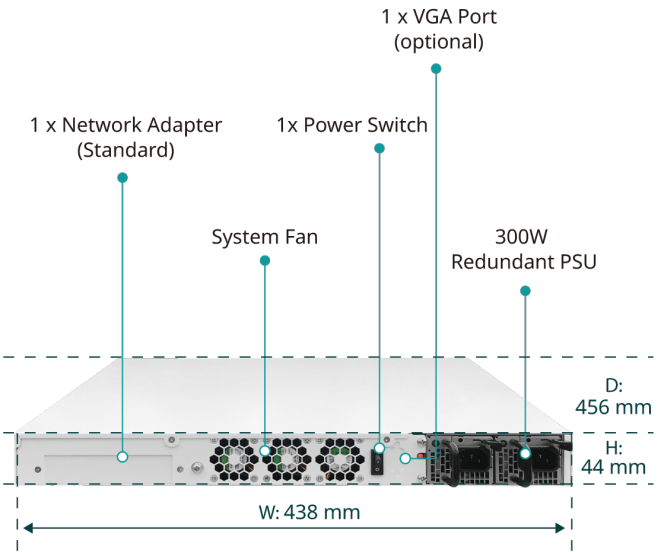 1 x VGA Port
(optional)
1 x Network Adapter
(Standard)
1x Power Switch
System Fan
300W
Redundant PSU
D:
456 mm
H:
44 mm
W: 438 mm